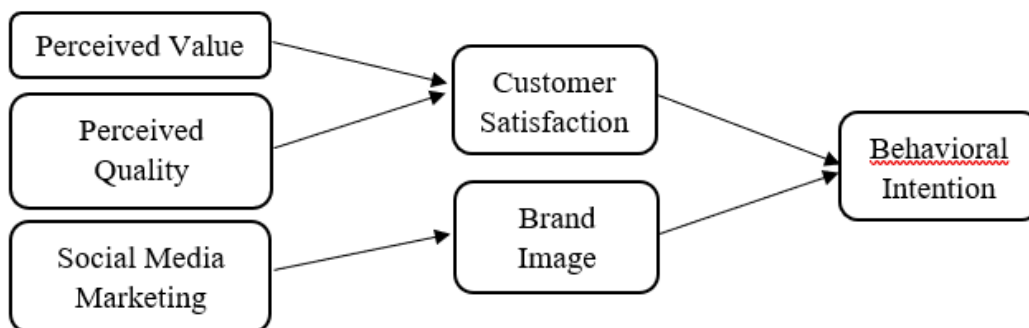 Perceived Value
Perceived
Quality
Social Media
Marketing
Customer
Satisfaction
Brand
Image
Behavioral
Intention